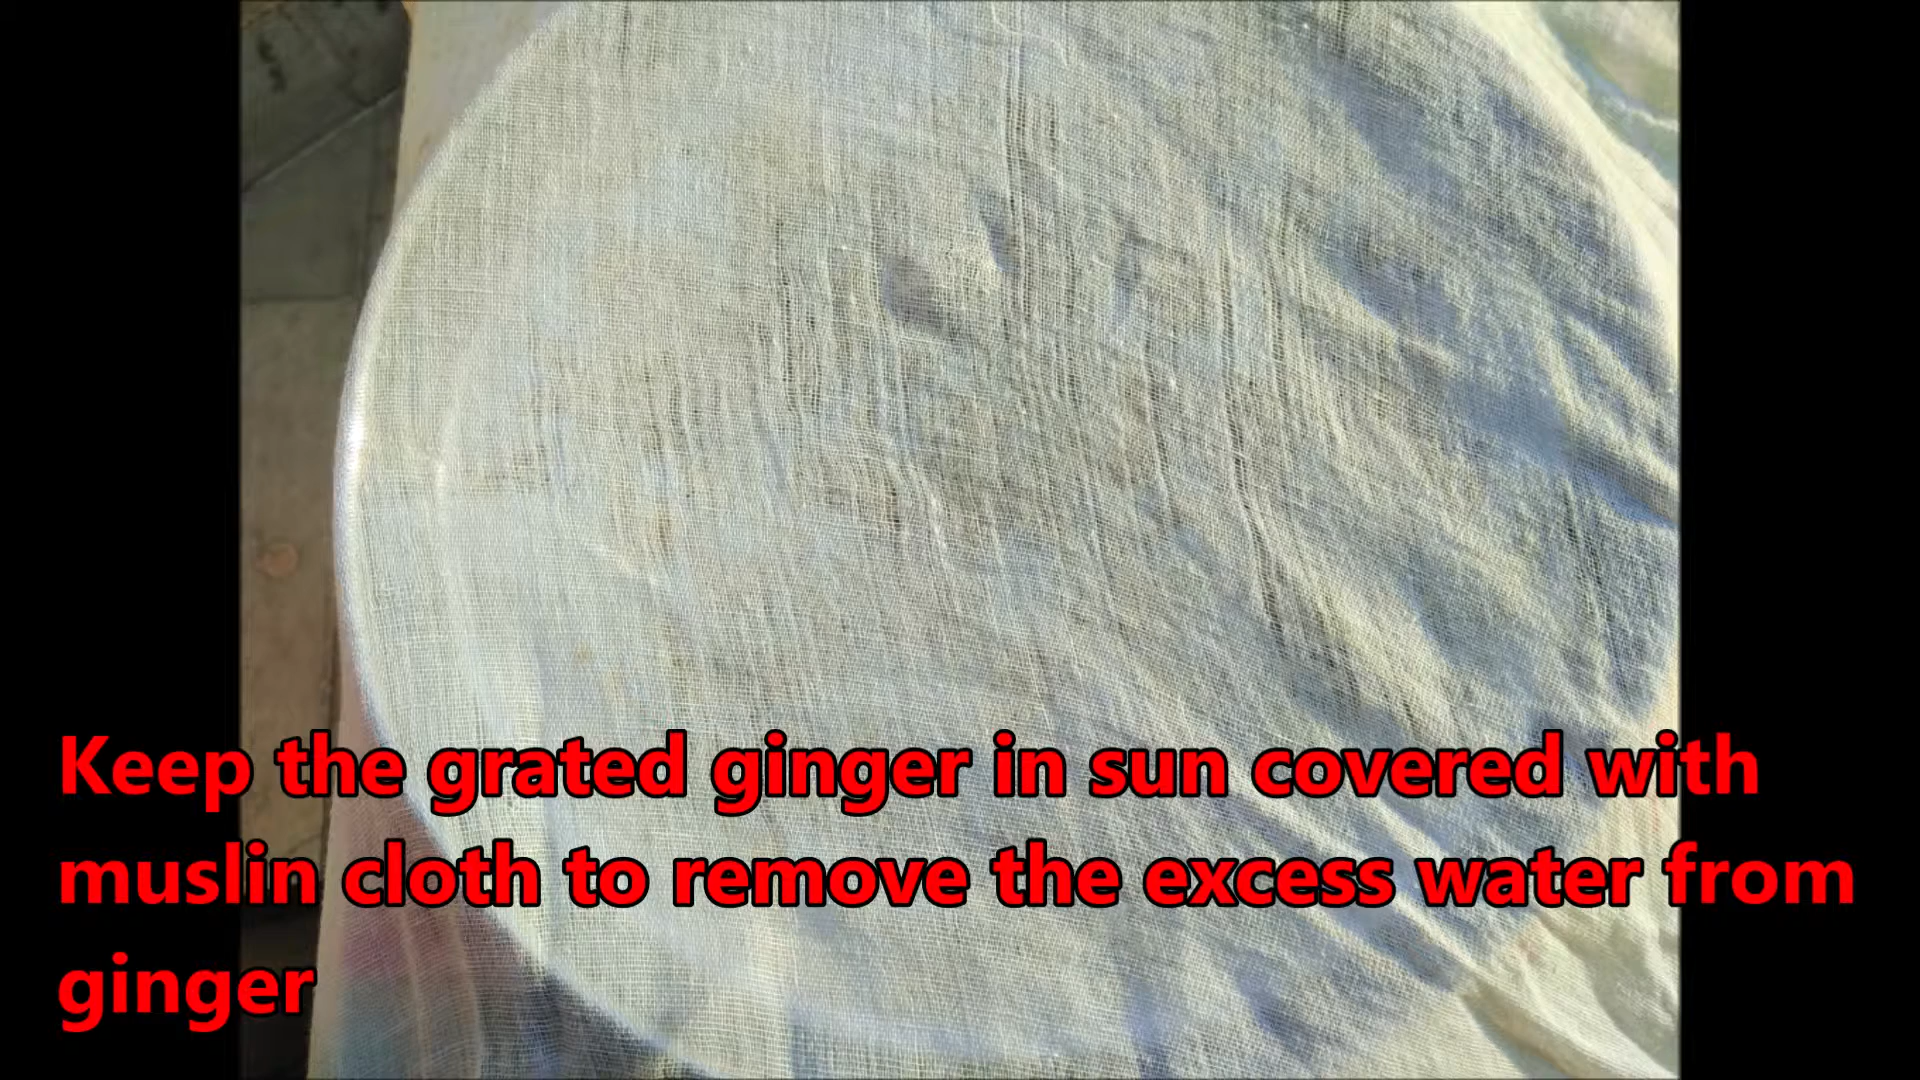 Keep the grated ginger in sun covered with
muslin cloth to remove the excess water from
ginger